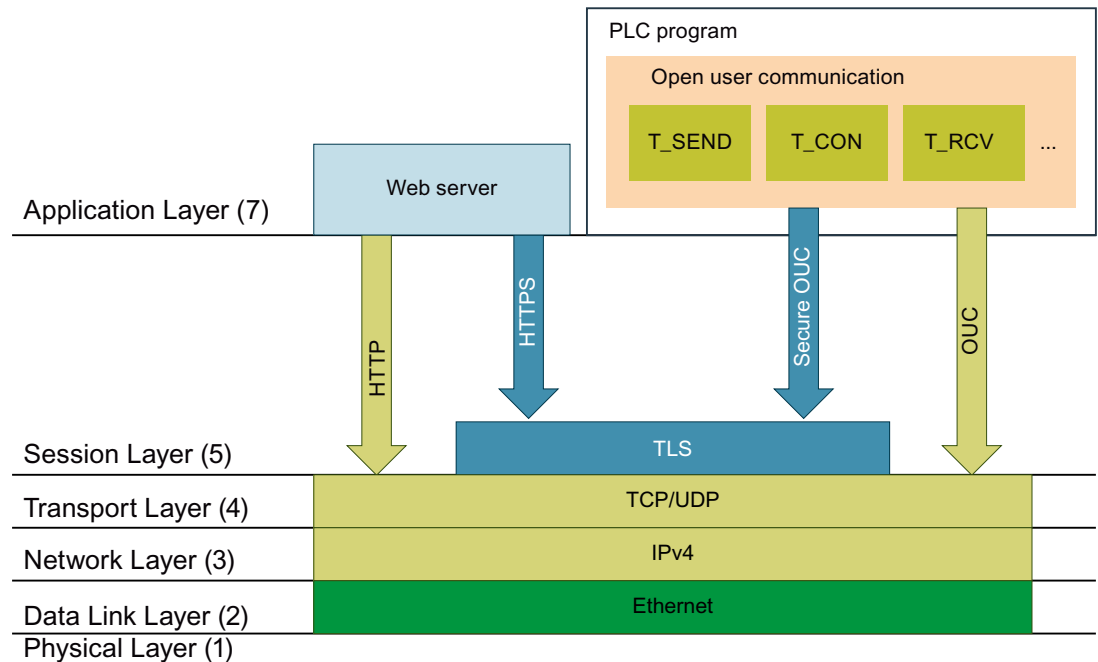 PLC program
Open user communication
T_SEND
T_CON
T_RCV
...
Web server
Application Layer (7)
HTTP
HTTPS
Secure OUC
OUC
Session Layer (5)
TLS
Transport Layer (4)
TCP/UDP
Network Layer (3)
IPv4
Data Link Layer (2)
Ethernet
Physical Layer (1)